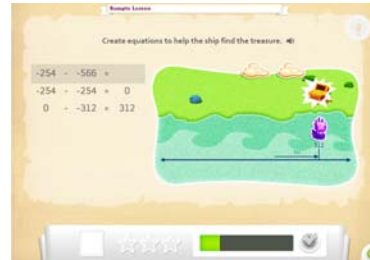 Sample Lesson
Create equations to help the ship find the treasure.
-254 - -566 =
-254 - -254 = 0
0 - -312 = 312
312